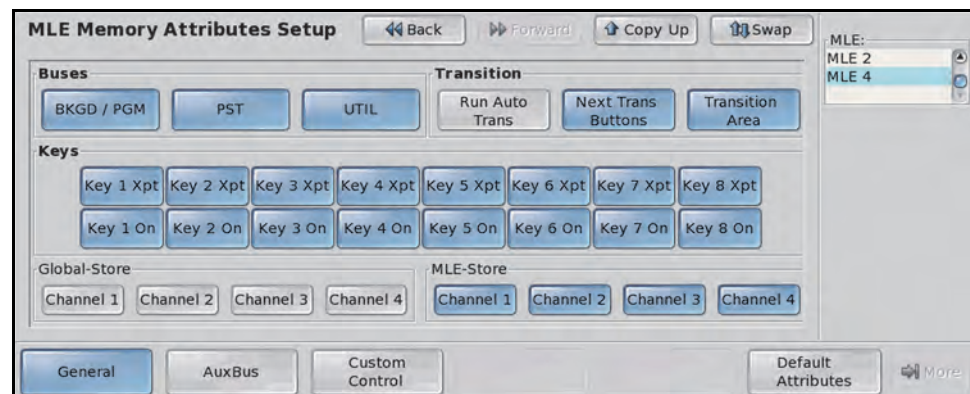 MLE Memory Attributes Setup
Back
Forward
Copy Up
Swap
MLE:
MLE 2
MLE 4
Buses
BKGD / PGM
PST
UTIL
Transition
Run Auto
Trans
Next Trans
Buttons
Transition
Area
Keys
Key 1 Xpt
Key 2 Xpt
Key 3 Xpt
Key 4 Xpt
Key 5 Xpt
Key 6 Xpt
Key 7 Xpt
Key 8 Xpt
Key 1 On
Key 2 On
Key 3 On
Key 4 On
Key 5 On
Key 6 On
Key 7 On
Key 8 On
Global-Store
Channel 1
Channel 2
Channel 3
Channel 4
MLE-Store
Channel 1
Channel 2
Channel 3
Channel 4
General
AuxBus
Custom
Control
Default
Attributes
More